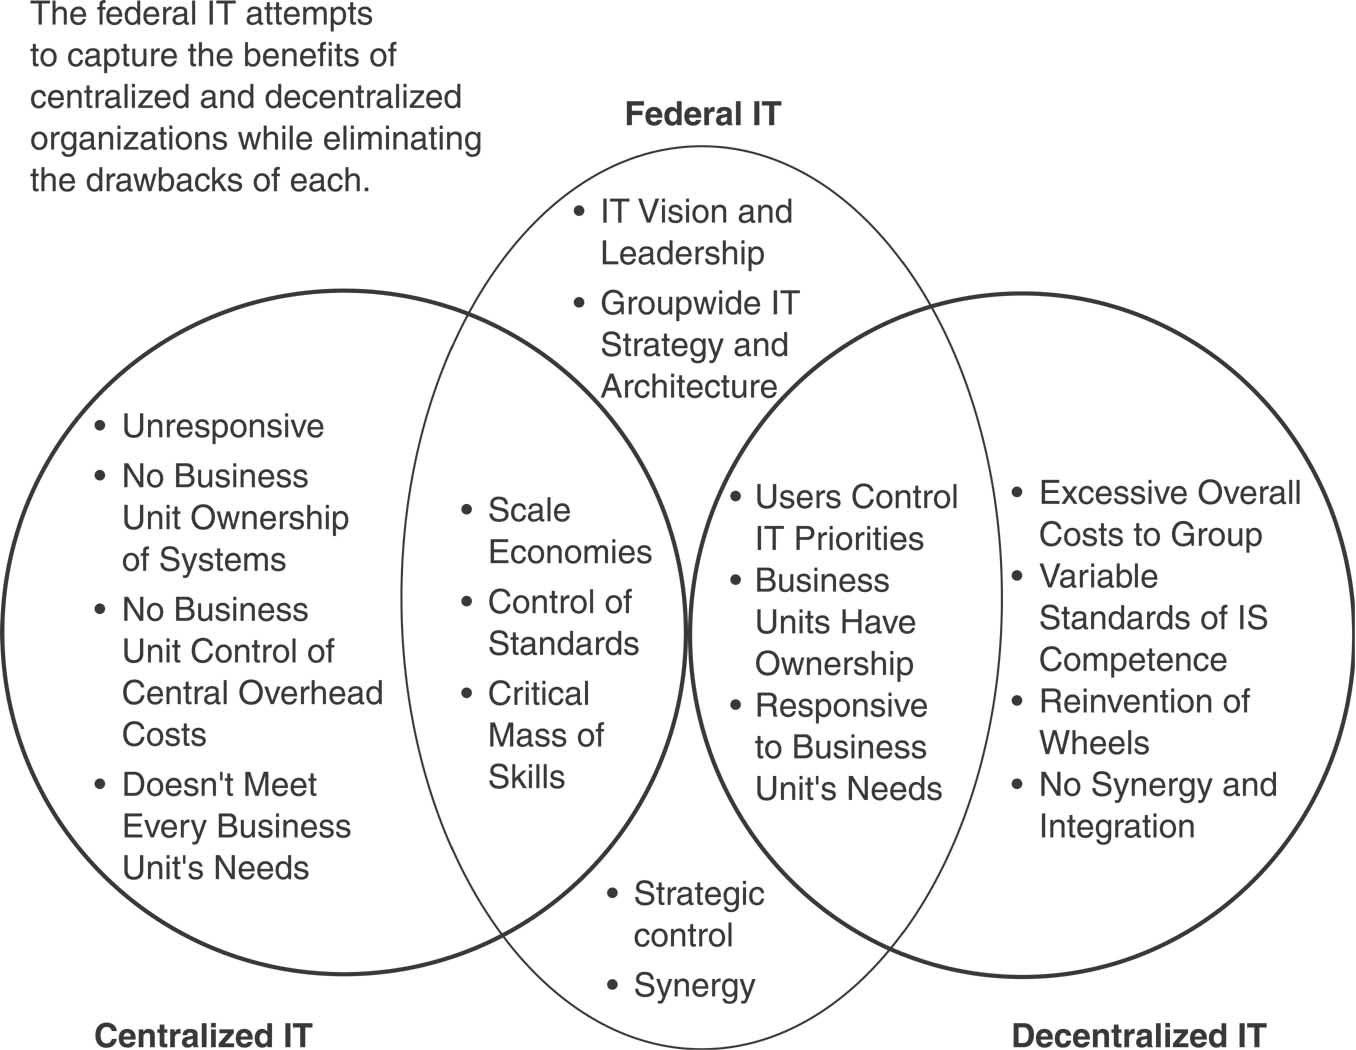 The federal IT attempts
to capture the benefits of
centralized and decentralized
organizations while eliminating
the drawbacks of each.
Federal IT
• IT Vision and
Leadership
• Groupwide IT
Strategy and
Architecture
• Unresponsive
• No Business
Unit Ownership
of Systems
• No Business
Unit Control of
Central Overhead
Costs
• Doesn't Meet
Every Business
Unit's Needs
• Scale
Economies
• Control of
Standards
• Critical
Mass of
Skills
• Users Control
IT Priorities
• Business
Units Have
Ownership
• Responsive
to Business
Unit's Needs
• Excessive Overall
Costs to Group
• Variable
Standards of IS
Competence
• Reinvention of
Wheels
• No Synergy and
Integration
• Strategic
control
• Synergy
Centralized IT
Decentralized IT